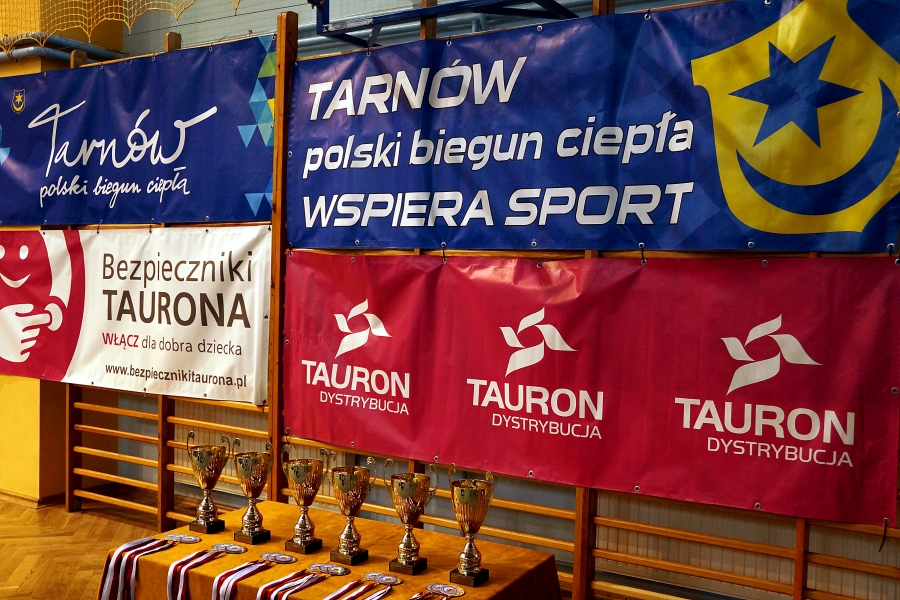 Tarnów
polski biegun ciepła
TARNÓW
polski biegun ciepła
WSPIERA SPORT
Bezpieczniki
TAURONA
WŁĄCZ dla dobra dziecka
www.bezpiecznikitaurona.pl
TAURON
DYSTRYBUCJA
TAURON
DYSTRYBUCJA
TAURON
DYSTRYBUCJA